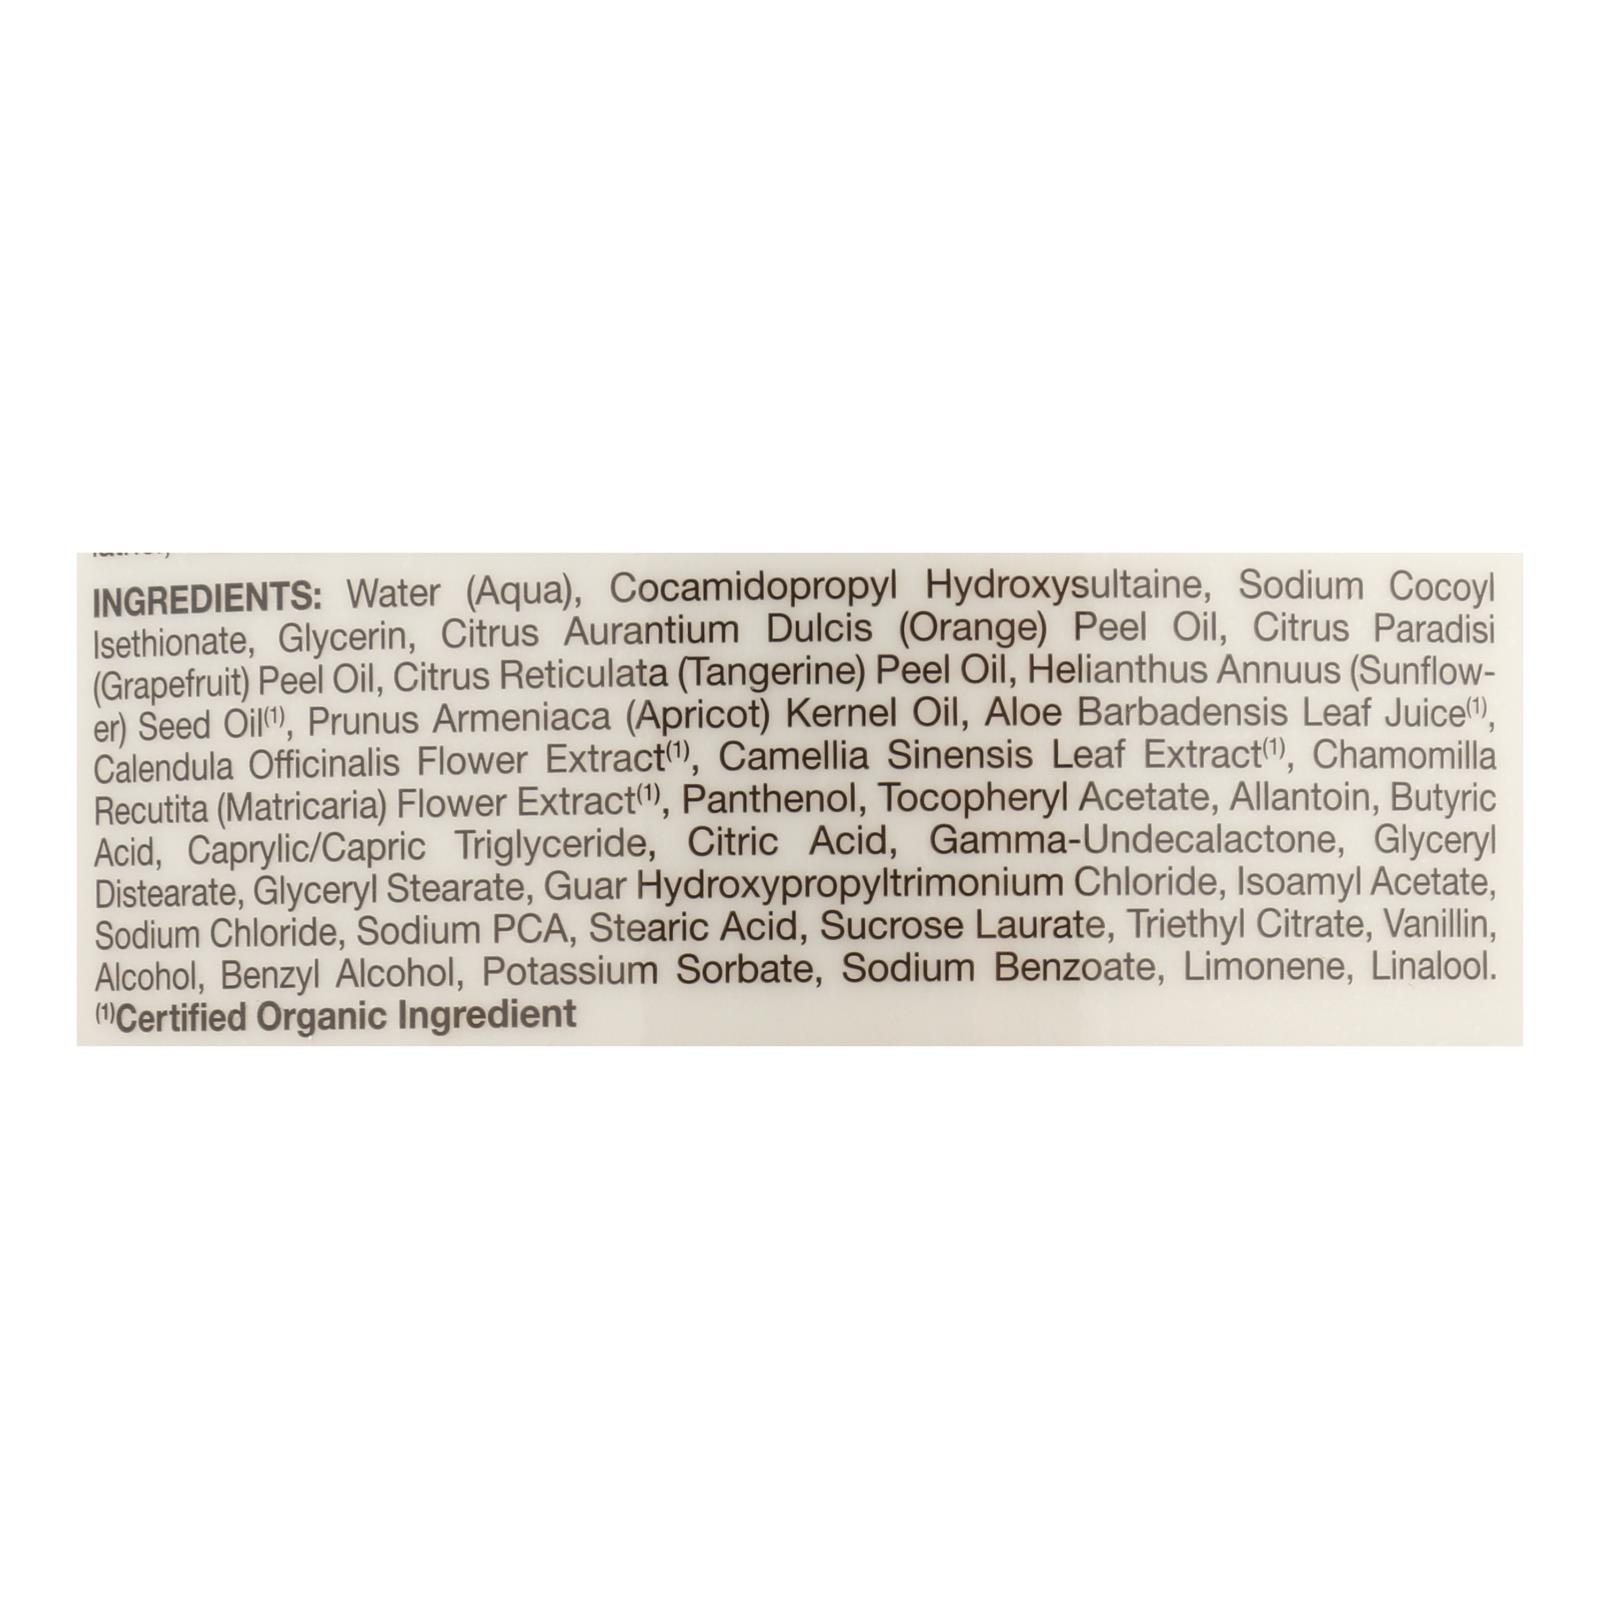 INGREDIENTS: Water (Aqua), Cocamidopropyl Hydroxysultaine, Sodium Cocoyl
Isethionate, Glycerin, Citrus Aurantium Dulcis (Orange) Peel Oil, Citrus Paradisi
(Grapefruit) Peel Oil, Citrus Reticulata (Tangerine) Peel Oil, Helianthus Annuus (Sunflow-
er) Seed Oil⁽¹⁾, Prunus Armeniaca (Apricot) Kernel Oil, Aloe Barbadensis Leaf Juice⁽¹⁾,
Calendula Officinalis Flower Extract⁽¹⁾, Camellia Sinensis Leaf Extract⁽¹⁾, Chamomilla
Recutita (Matricaria) Flower Extract⁽¹⁾, Panthenol, Tocopheryl Acetate, Allantoin, Butyric
Acid, Caprylic/Capric Triglyceride, Citric Acid, Gamma-Undecalactone, Glyceryl
Distearate, Glyceryl Stearate, Guar Hydroxypropyltrimonium Chloride, Isoamyl Acetate,
Sodium Chloride, Sodium PCA, Stearic Acid, Sucrose Laurate, Triethyl Citrate, Vanillin,
Alcohol, Benzyl Alcohol, Potassium Sorbate, Sodium Benzoate, Limonene, Linalool.
⁽¹⁾Certified Organic Ingredient